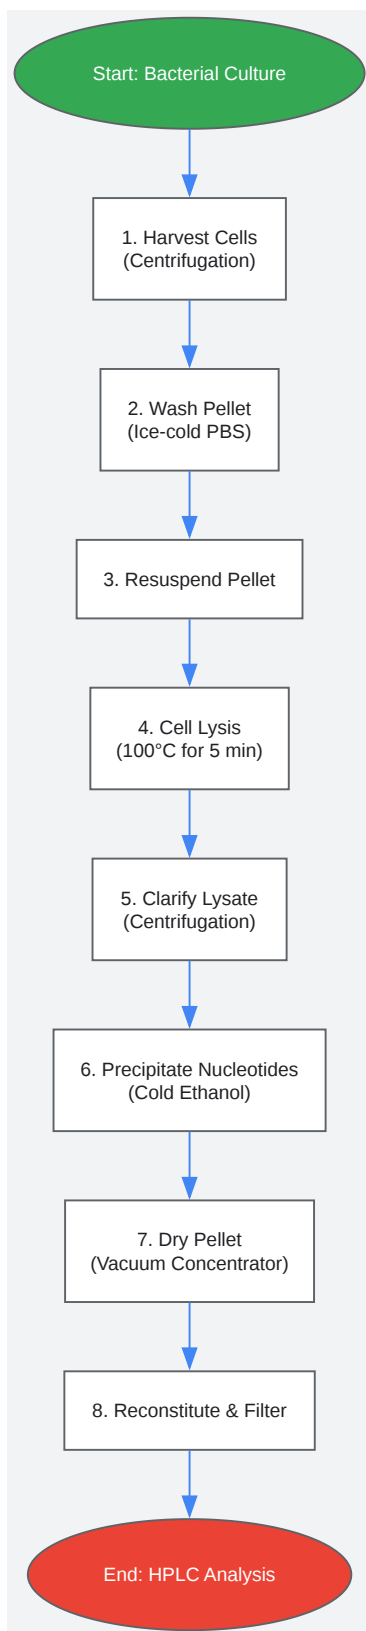 Start: Bacterial Culture
1. Harvest Cells
(Centrifugation)
2. Wash Pellet
(Ice-cold PBS)
3. Resuspend Pellet
4. Cell Lysis
(100°C for 5 min)
5. Clarify Lysate
(Centrifugation)
6. Precipitate Nucleotides
(Cold Ethanol)
7. Dry Pellet
(Vacuum Concentrator)
8. Reconstitute & Filter
End: HPLC Analysis